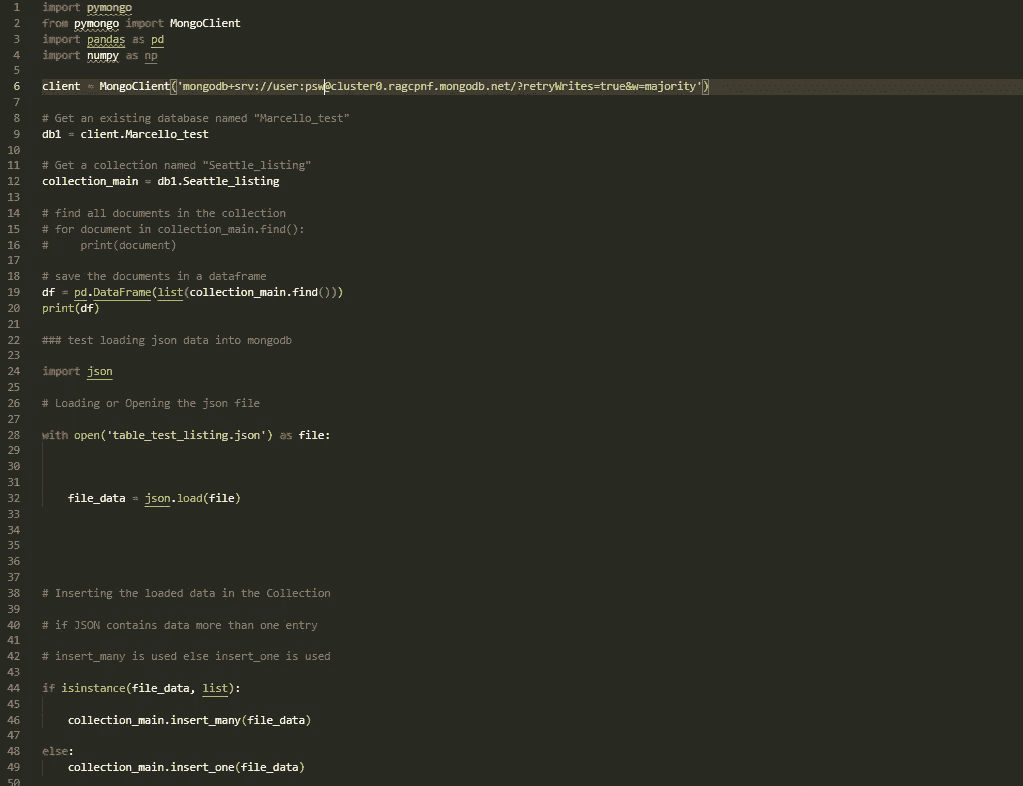 1 import pymongo
2 from pymongo import MongoClient
3 import pandas as pd
4 import numpy as np
5
6 client = MongoClient('mongodb+srv://user:psw@cluster0.ragcpnf.mongodb.net/?retryWrites=true&w=majority')
7
8 # Get an existing database named "Marcello_test"
9 db1 = client.Marcello_test
10
11 # Get a collection named "Seattle_listing"
12 collection_main = db1.Seattle_listing
13
14 # find all documents in the collection
15 # for document in collection_main.find():
16 #     print(document)
17
18 # save the documents in a dataframe
19 df = pd.DataFrame(list(collection_main.find()))
20 print(df)
21
22 ### test loading json data into mongodb
23
24 import json
25
26 # Loading or Opening the json file
27
28 with open('table_test_listing.json') as file:
29
30
31
32     file_data = json.load(file)
33
34
35
36
37
38 # Inserting the loaded data in the Collection
39
40 # if JSON contains data more than one entry
41
42 # insert_many is used else insert_one is used
43
44 if isinstance(file_data, list):
45
46     collection_main.insert_many(file_data)
47
48 else:
49     collection_main.insert_one(file_data)
50